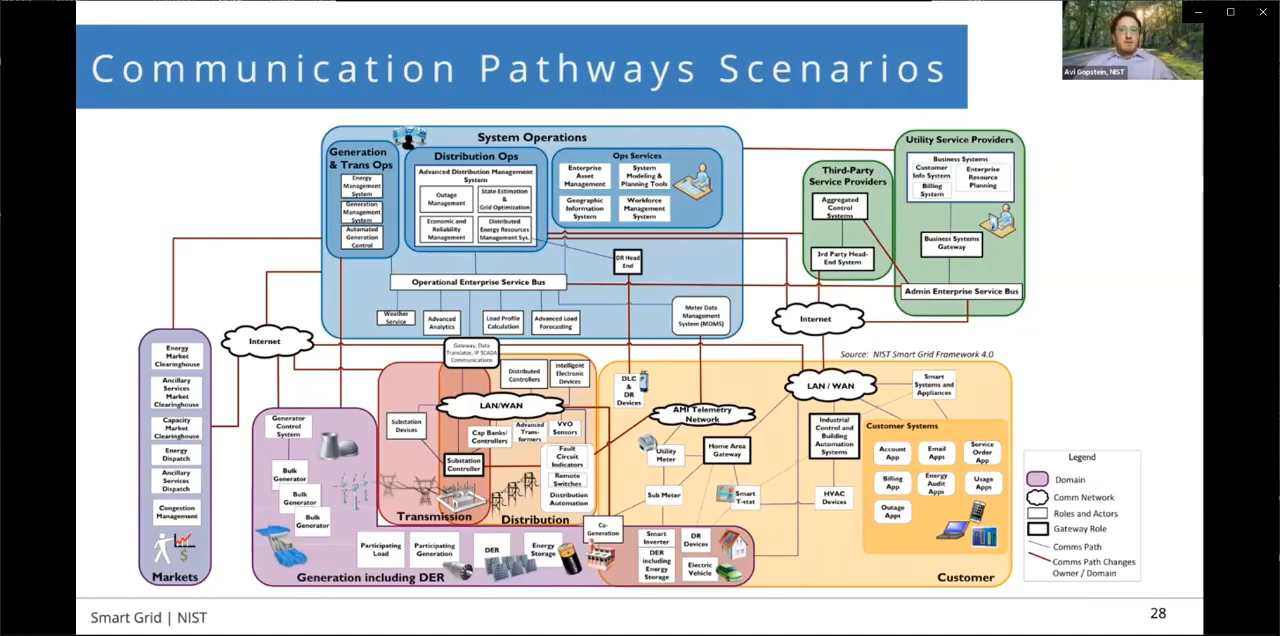 Communication Pathways Scenarios
Avi Gopstein, NIST
System Operations
Generation
& Trans Ops
Energy
Management
System
Generation
Management
System
Automated
Generation
Control
Distribution Ops
Advanced Distribution Management
System
Outage
Management
State Estimation
&
Grid Optimization
Economic and
Reliability
Management
Distributed
Energy Resources
Management Sys.
Ops Services
Enterprise
Asset
Management
System
Modeling &
Planning Tools
Geographic
Information
System
Workforce
Management
System
DR Head
End
Operational Enterprise Service Bus
Weather
Service
Advanced
Analytics
Load Profile
Calculation
Advanced Load
Forecasting
Meter Data
Management
System (MDMS)
Third-Party
Service Providers
Aggregated
Control
Systems
3rd Party Head-
End System
Utility Service Providers
Business Systems
Customer
Info System
Enterprise
Resource
Planning
Billing
System
Business Systems
Gateway
Admin Enterprise Service Bus
Internet
Internet
Source: NIST Smart Grid Framework 4.0
Energy
Market
Clearinghouse
Ancillary
Services
Market
Clearinghouse
Capacity
Market
Clearinghouse
Energy
Dispatch
Ancillary
Services
Dispatch
Congestion
Management
Markets
Generator
Control
System
Bulk
Generator
Bulk
Generator
Bulk
Generator
Participating
Load
Participating
Generation
DER
Energy
Storage
Generation including DER
Gateway, Data
Translator, IF SCADA
Communications
Distributed
Controllers
Intelligent
Electronic
Devices
LAN/WAN
Substation
Devices
Cap Banks/
Controllers
Advanced
Trans-
formers
VVO
Sensors
Substation
Controller
Fault
Circuit
Indicators
Remote
Switches
Distribution
Automation
Transmission
Distribution
Co-
Generation
DLC
&
DR
Devices
AMI Telemetry
Network
Utility
Meter
Home Area
Gateway
Sub Meter
Smart
T-stat
LAN / WAN
Smart
Systems and
Appliances
Industrial
Control and
Building
Automation
Systems
HVAC
Devices
Customer Systems
Account
App
Email
Apps
Service
Order
App
Billing
App
Energy
Audit
Apps
Usage
Apps
Outage
Apps
Smart
Inverter
DER
including
Energy
Storage
DR
Devices
Electric
Vehicle
Customer
Legend
Domain
Comm Network
Roles and Actors
Gateway Role
Comms Path
Comms Path Changes
Owner / Domain
Smart Grid | NIST
28